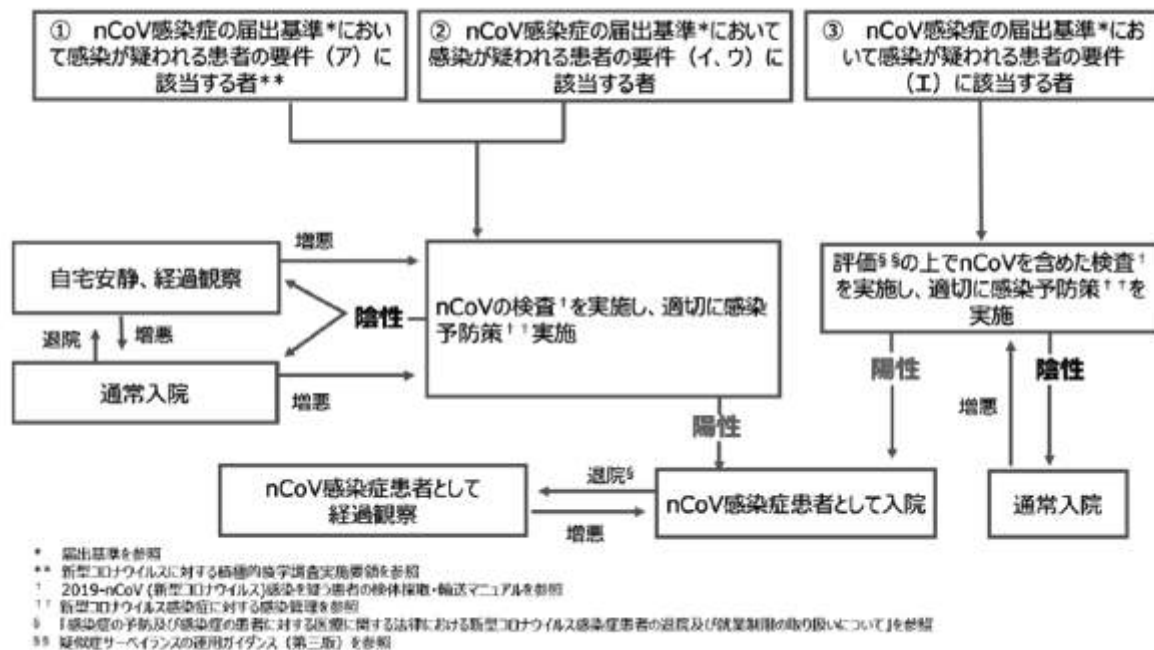 ① nCoV感染症の届出基準*におい
て感染が疑われる患者の要件（ア）に
該当する者**
② nCoV感染症の届出基準*において
感染が疑われる患者の要件（イ、ウ）に
該当する者
③ nCoV感染症の届出基準*にお
いて感染が疑われる患者の要件
（エ）に該当する者
自宅安静、経過観察
増悪
退院
増悪
通常入院
増悪
陰性
nCoVの検査†を実施し、適切に感染
予防策††実施
評価§§の上でnCoVを含めた検査†
を実施し、適切に感染予防策††を
実施
陽性
陽性
増悪
陰性
nCoV感染症患者として
経過観察
退院§
増悪
nCoV感染症患者として入院
通常入院
* 届出基準を参照
** 新型コロナウイルスに対する積極的疫学調査実施要領を参照
† 2019-nCoV (新型コロナウイルス)感染を疑う患者の検体採取・輸送マニュアルを参照
†† 新型コロナウイルス感染症に対する感染管理を参照
§ 「感染症の予防及び感染症の患者に対する医療に関する法律における新型コロナウイルス感染症患者の退院及び就業制限の取り扱いについて」を参照
§§ 疑似症サーベイランスの運用ガイダンス（第三版）を参照